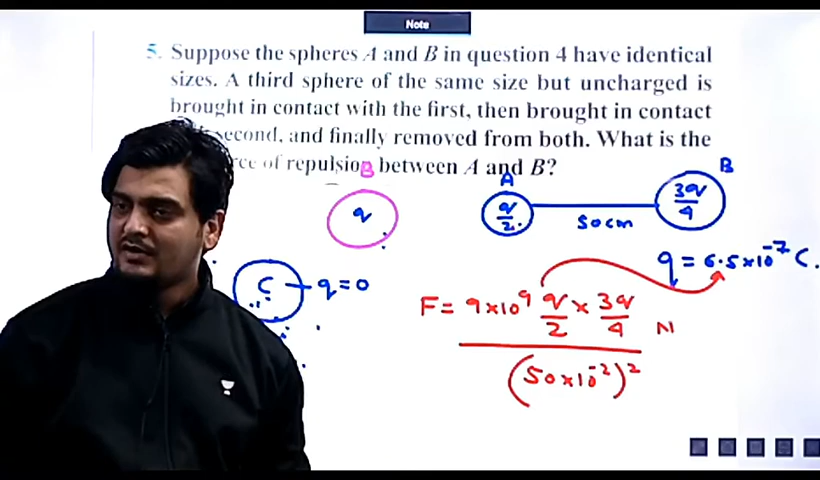 Note
5. Suppose the spheres A and B in question 4 have identical
sizes. A third sphere of the same size but uncharged is
brought in contact with the first, then brought in contact
second, and finally removed from both. What is the
of repulsion between A and B?
B
q
C q = 0
A
q/2
50 cm
B
3q/4
q = 6.5×10⁻⁷ C.
F = 9×10⁹ q/2 × 3q/4 N
(50×10⁻²)²